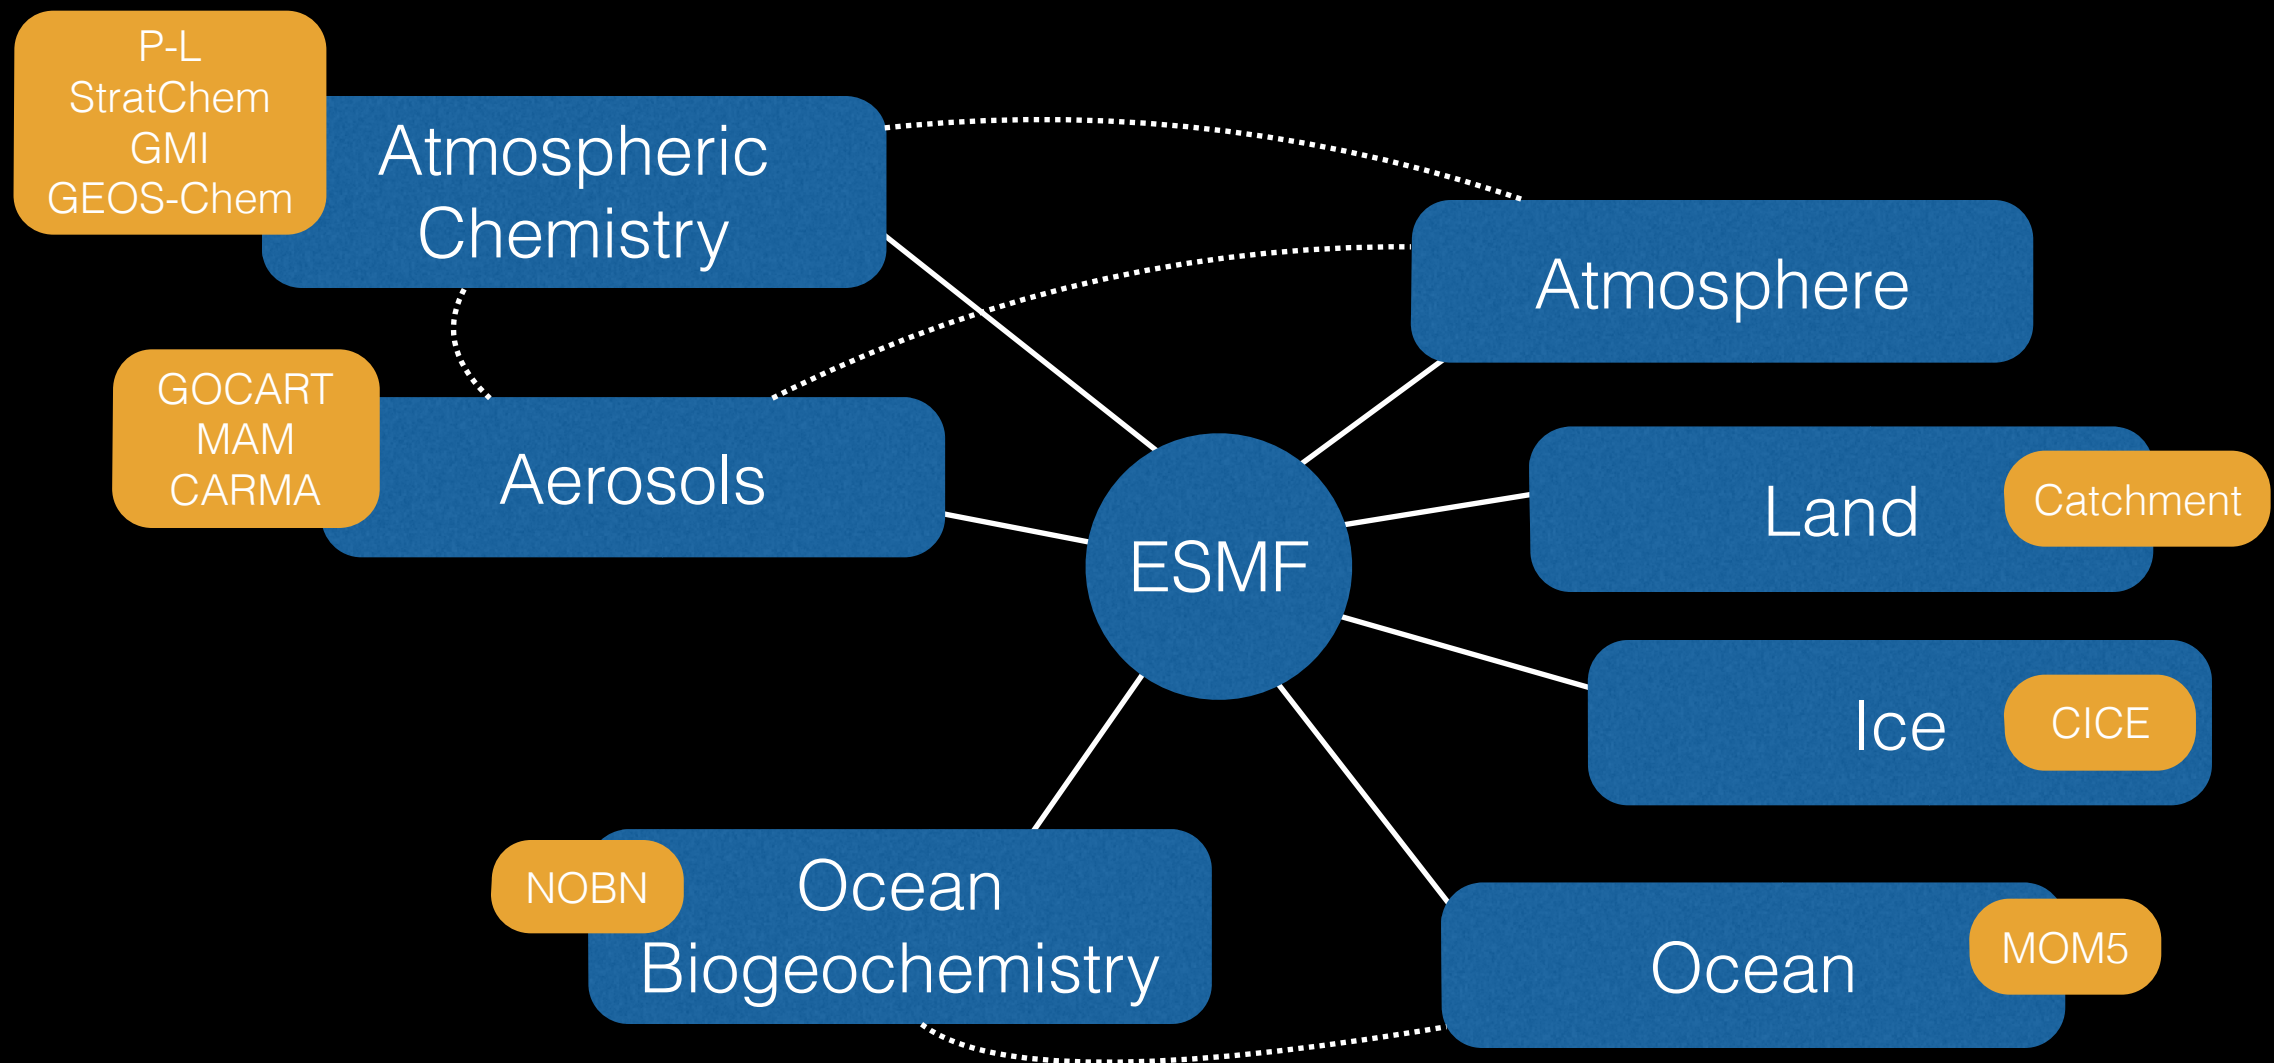 P-L
StratChem
GMI
GEOS-Chem
Atmospheric
Chemistry
Atmosphere
GOCART
MAM
CARMA
Aerosols
ESMF
Land
Catchment
Ice
CICE
NOBN
Ocean
Biogeochemistry
Ocean
MOM5